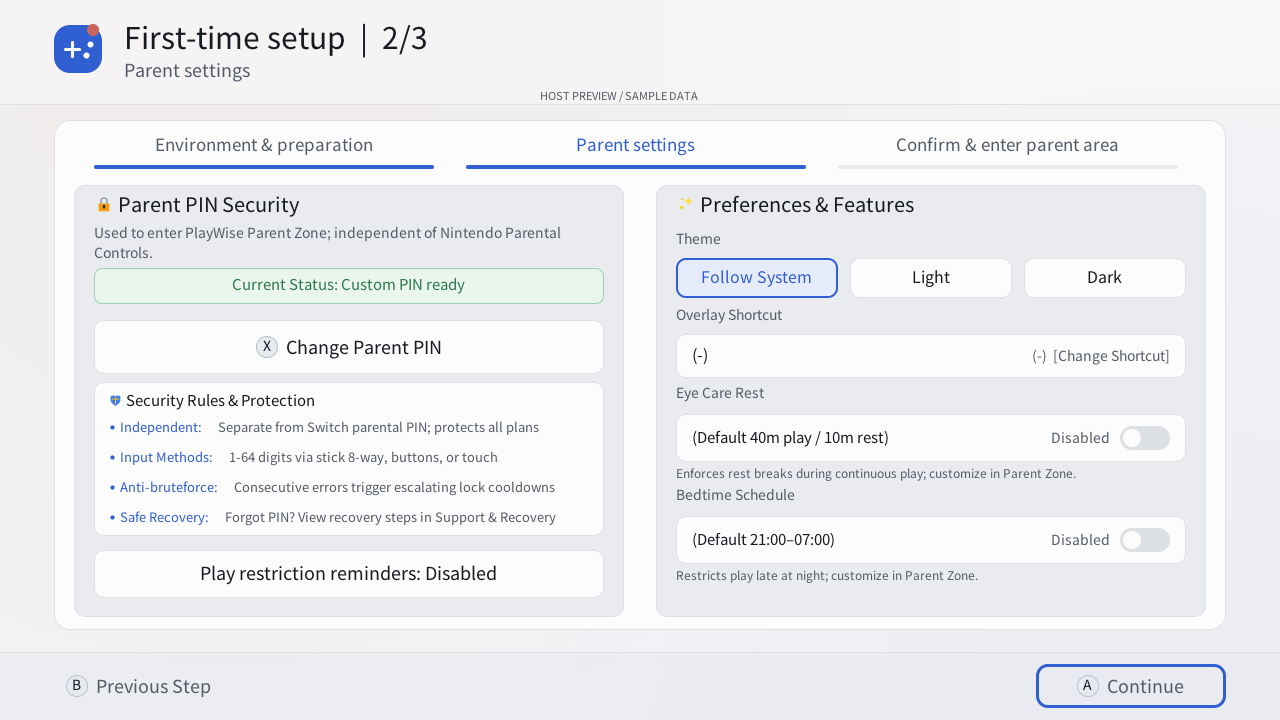 First-time setup | 2/3
Parent settings
HOST PREVIEW / SAMPLE DATA
Environment & preparation
Parent settings
Confirm & enter parent area
Parent PIN Security
Used to enter PlayWise Parent Zone; independent of Nintendo Parental
Controls.
Current Status: Custom PIN ready
X Change Parent PIN
Security Rules & Protection
• Independent: Separate from Switch parental PIN; protects all plans
• Input Methods: 1-64 digits via stick 8-way, buttons, or touch
• Anti-bruteforce: Consecutive errors trigger escalating lock cooldowns
• Safe Recovery: Forgot PIN? View recovery steps in Support & Recovery
Play restriction reminders: Disabled
Preferences & Features
Theme
Follow System Light Dark
Overlay Shortcut
(-) (-) [Change Shortcut]
Eye Care Rest
(Default 40m play / 10m rest) Disabled
Enforces rest breaks during continuous play; customize in Parent Zone.
Bedtime Schedule
(Default 21:00–07:00) Disabled
Restricts play late at night; customize in Parent Zone.
B Previous Step
A Continue